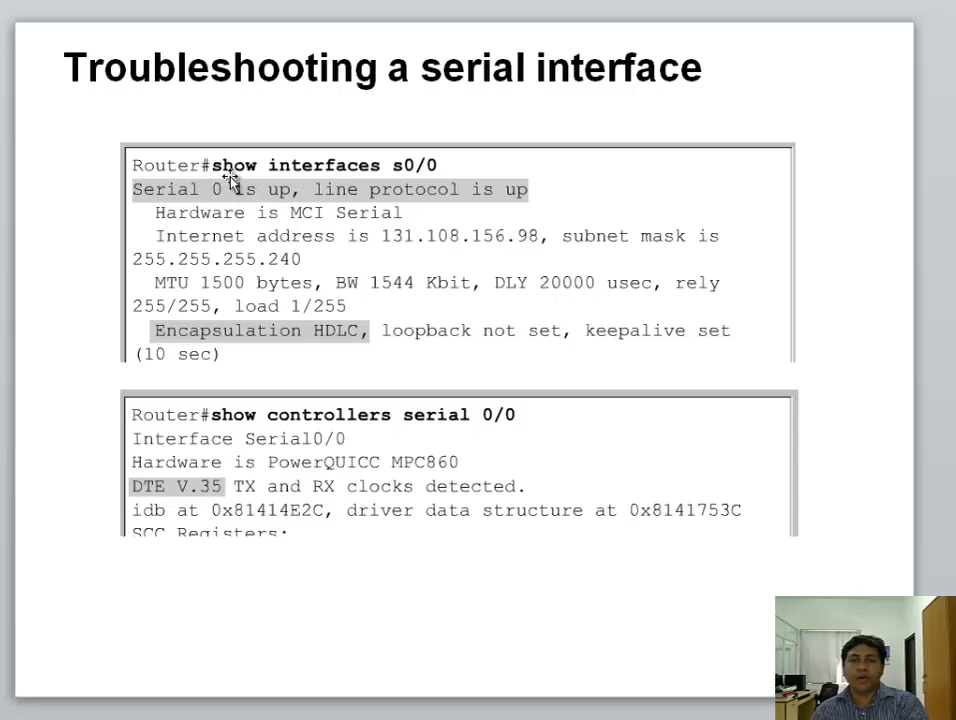 Troubleshooting a serial interface
Router#show interfaces s0/0
Serial 0 is up, line protocol is up
Hardware is MCI Serial
Internet address is 131.108.156.98, subnet mask is
255.255.255.240
MTU 1500 bytes, BW 1544 Kbit, DLY 20000 usec, rely
255/255, load 1/255
Encapsulation HDLC, loopback not set, keepalive set
(10 sec)
Router#show controllers serial 0/0
Interface Serial0/0
Hardware is PowerQUICC MPC860
DTE V.35 TX and RX clocks detected.
idb at 0x81414E2C, driver data structure at 0x8141753C
SCC Registers: